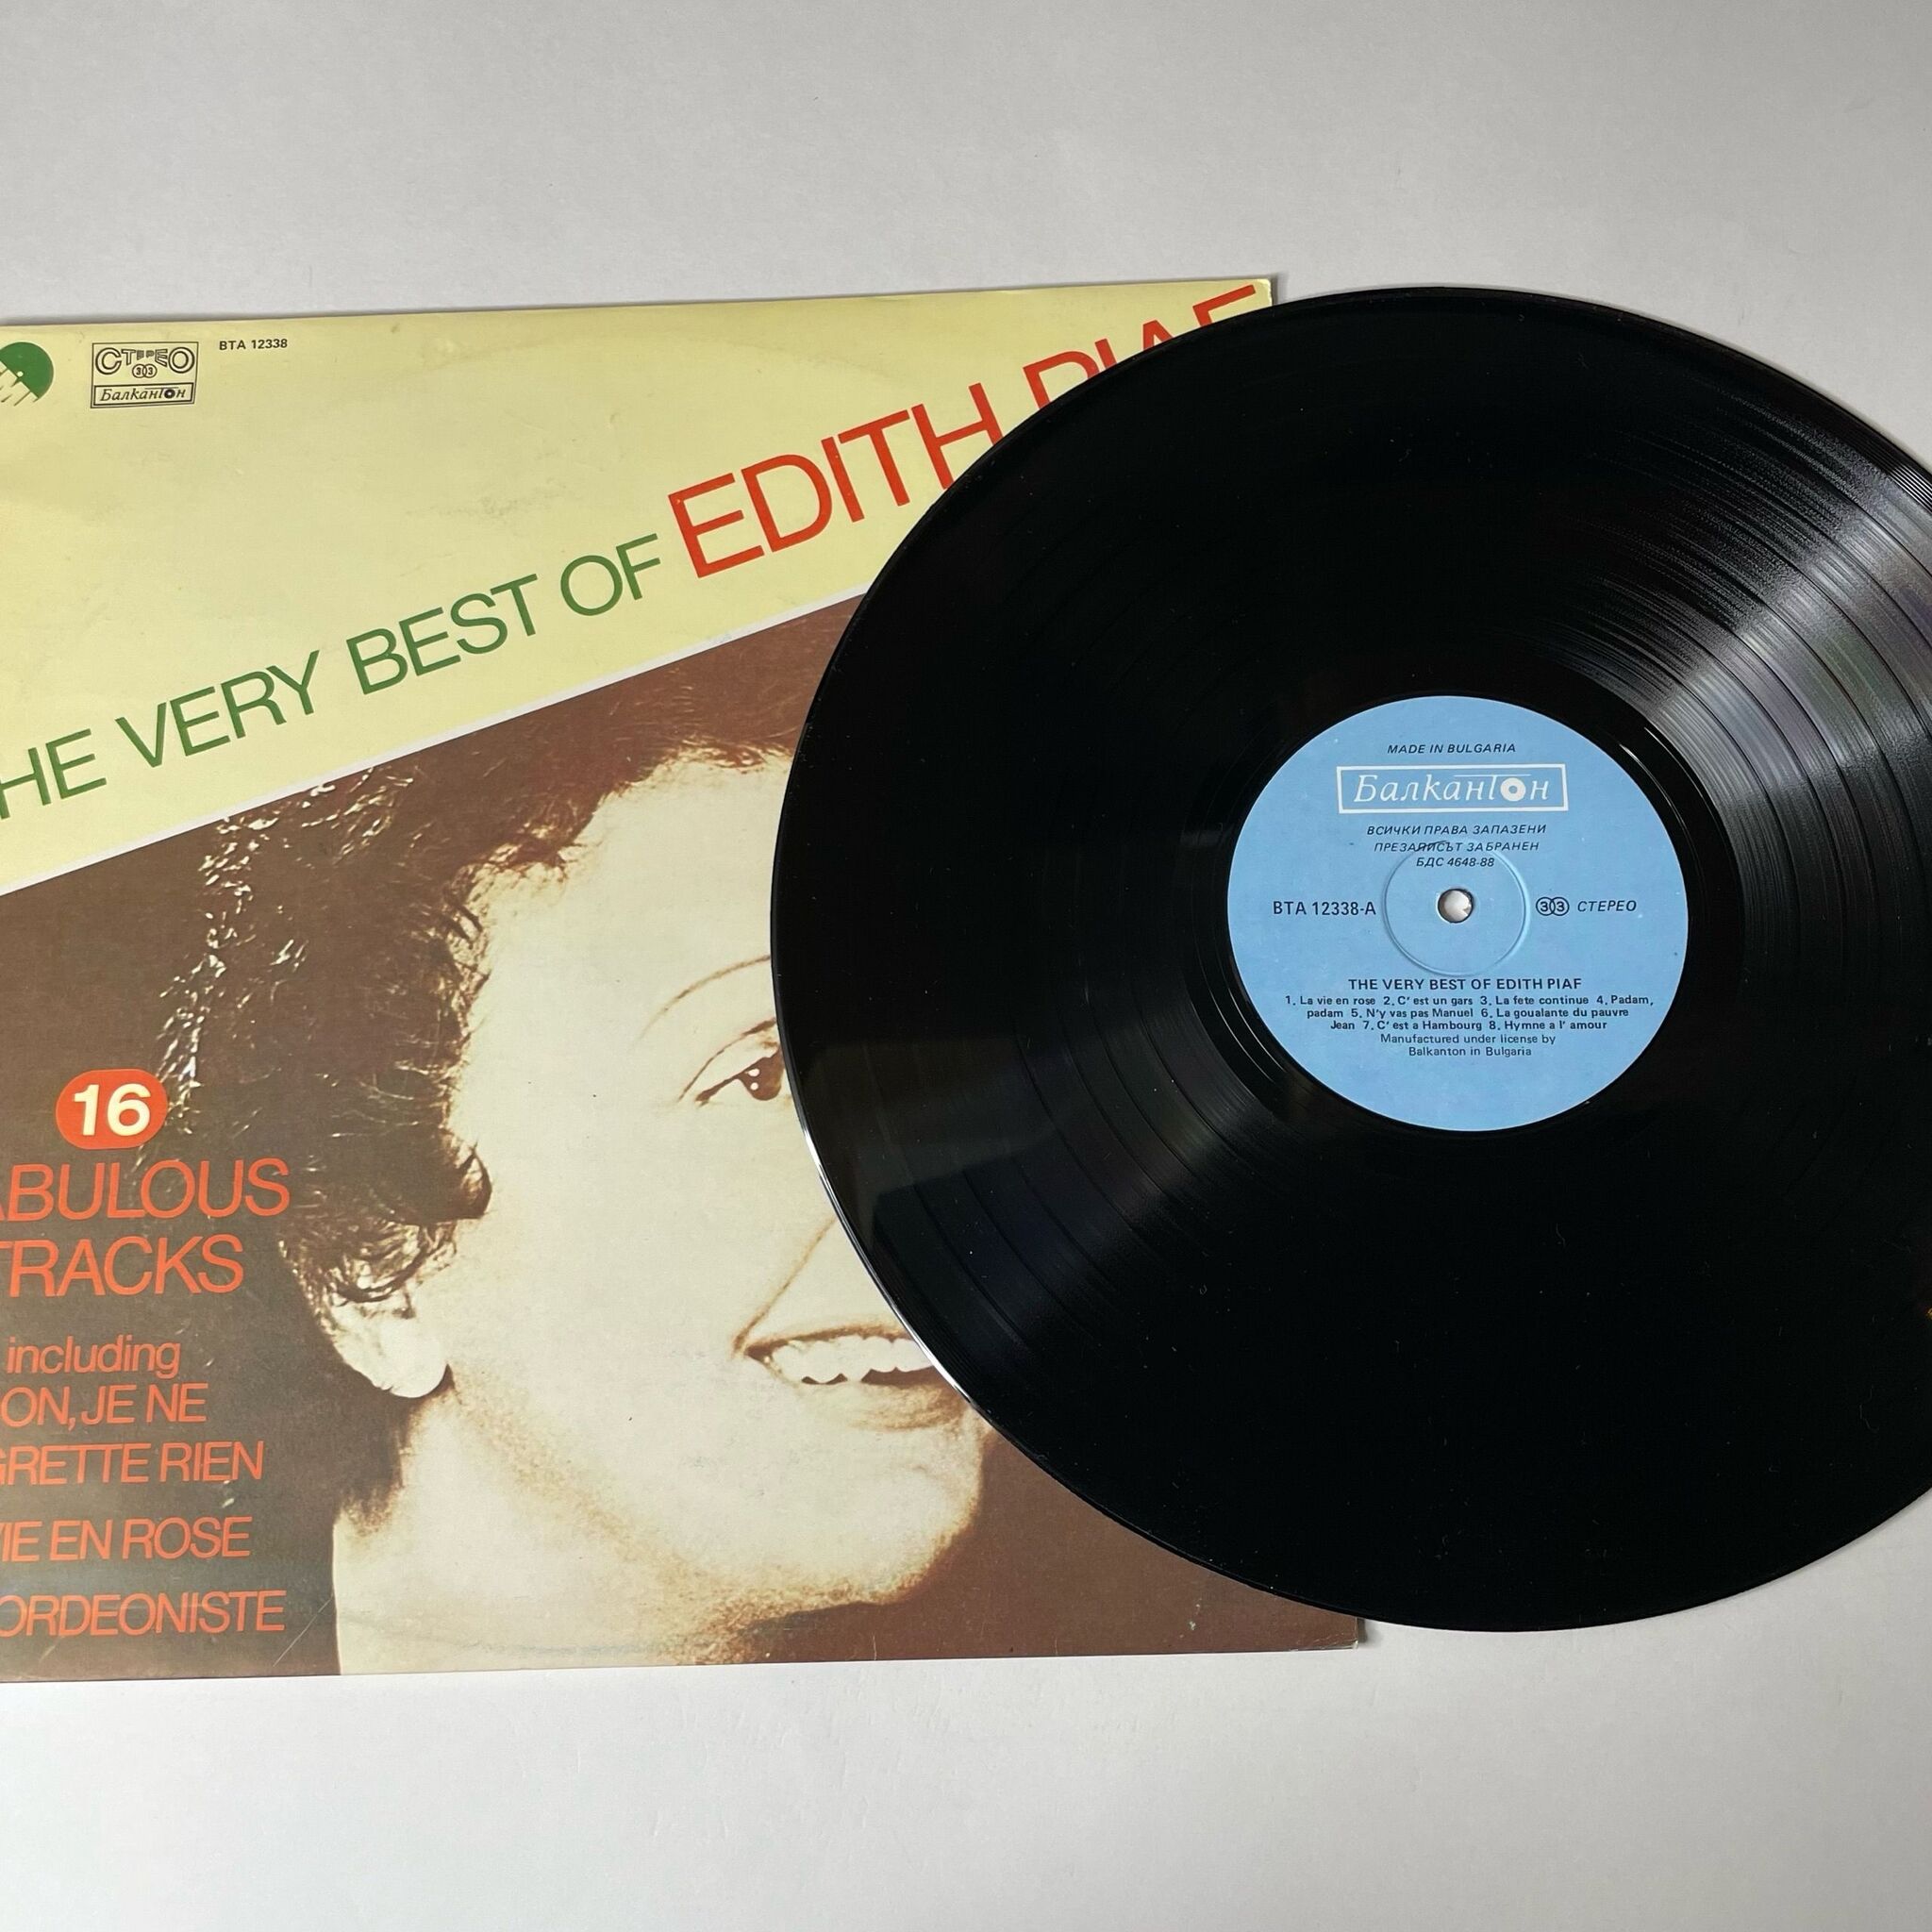 СТЕРЕО
33
Балкантон
BTA 12338
HE VERY BEST OF EDITH PIAF
16
ABULOUS
TRACKS
including
ON, JE NE
GRETTE RIEN
VIE EN ROSE
ORDEONISTE
MADE IN BULGARIA
Балкантон
ВСИЧКИ ПРАВА ЗАПАЗЕНИ
ПРЕЗАПИСЪТ ЗАБРАНЕН
БДС 4648-88
ВТА 12338-А
33 СТЕРЕО
THE VERY BEST OF EDITH PIAF
1. La vie en rose 2. C' est un gars 3. La fete continue 4. Padam,
padam 5. N'y vas pas Manuel 6. La goualante du pauvre
Jean 7. C' est a Hambourg 8. Hymne a l' amour
Manufactured under license by
Balkanton in Bulgaria